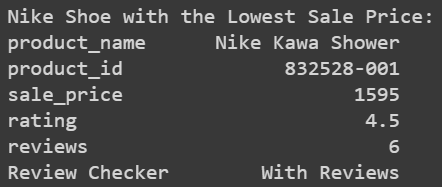 Nike Shoe with the Lowest Sale Price:
product_name Nike Kawa Shower
product_id 832528-001
sale_price 1595
rating 4.5
reviews 6
Review Checker With Reviews